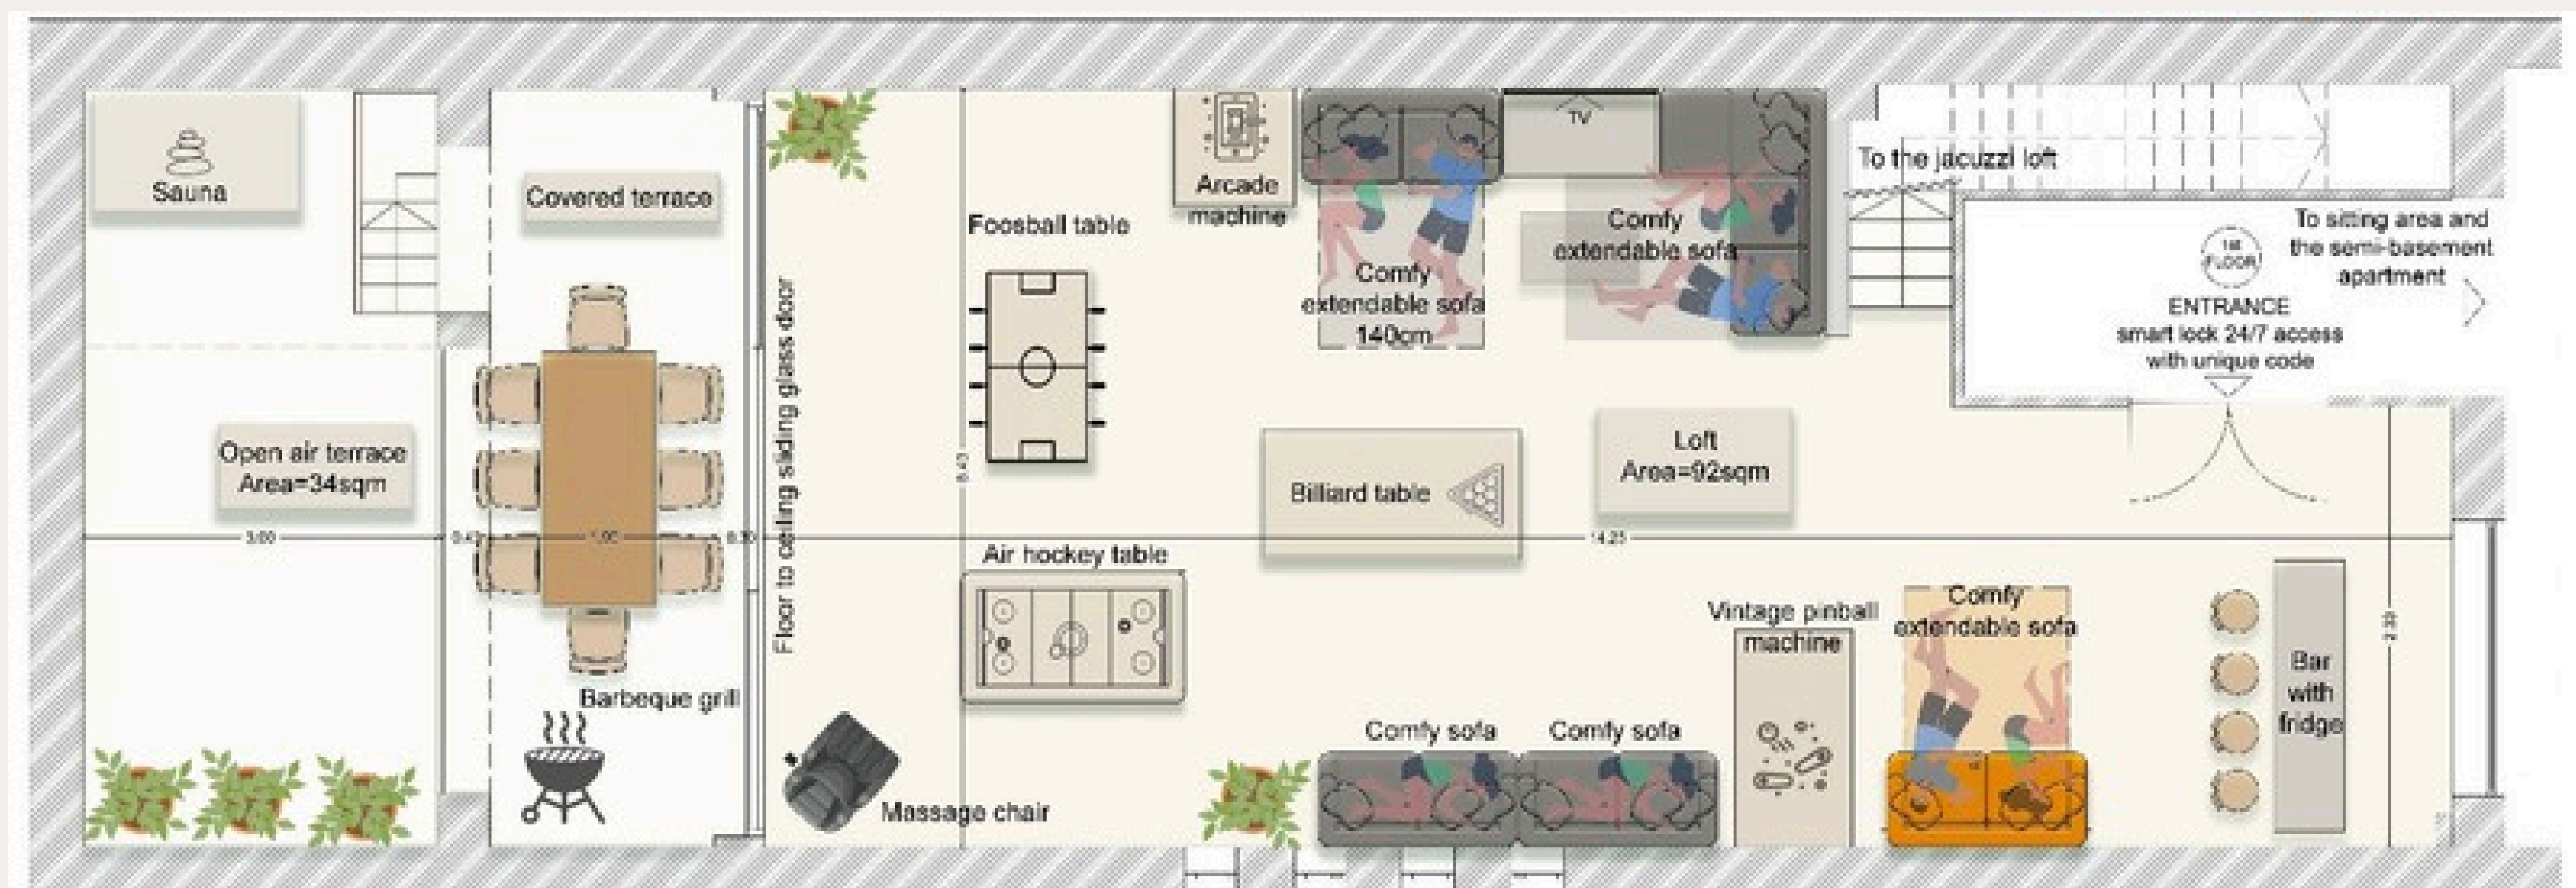 Sauna
Covered terrace
Open air terrace
Area=34sqm
Barbeque grill
Floor to ceiling sliding glass door
Foosball table
Air hockey table
Massage chair
Arcade
machine
Comfy
extendable sofa
140cm
TV
Comfy
extendable sofa
Billiard table
Loft
Area=92sqm
Comfy sofa
Comfy sofa
Vintage pinball
machine
Comfy
extendable sofa
Bar
with
fridge
To the jacuzzi loft
FLOOR
ENTRANCE
smart lock 24/7 access
with unique code
To sitting area and
the semi-basement
apartment
14.25